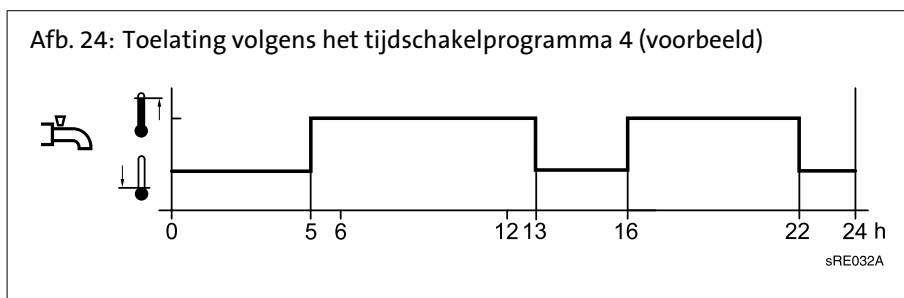 Afb. 24: Toelating volgens het tijdschakelprogramma 4 (voorbeeld)
0 5 6 12 13 16 22 24 h
sRE032A